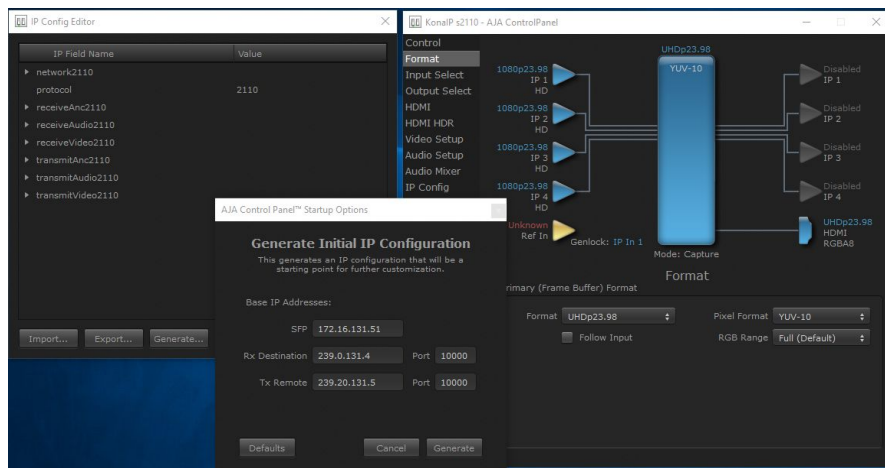 IP Config Editor
IP Field Name Value
network2110
protocol 2110
receiveAnc2110
receiveAudio2110
receiveVideo2110
transmitAnc2110
transmitAudio2110
transmitVideo2110
Import... Export... Generate...
KonaIP s2110 - AJA ControlPanel
Control
Format
Input Select
Output Select
HDMI
HDMI HDR
Video Setup
Audio Setup
Audio Mixer
IP Config
UHDp23.98
YUV-10
1080p23.98
IP 1
HD
1080p23.98
IP 2
HD
1080p23.98
IP 3
HD
1080p23.98
IP 4
HD
Unknown
Ref In
Genlock: IP In 1
Mode: Capture
Disabled
IP 1
Disabled
IP 2
Disabled
IP 3
Disabled
IP 4
UHDp23.98
HDMI
RGBA8
Format
rimary (Frame Buffer) Format
Format UHDp23.98
Pixel Format YUV-10
Follow Input
RGB Range Full (Default)
AJA Control Panel™ Startup Options
Generate Initial IP Configuration
This generates an IP configuration that will be a
starting point for further customization.
Base IP Addresses:
SFP 172.16.131.51
Rx Destination 239.0.131.4 Port 10000
Tx Remote 239.20.131.5 Port 10000
Defaults Cancel Generate